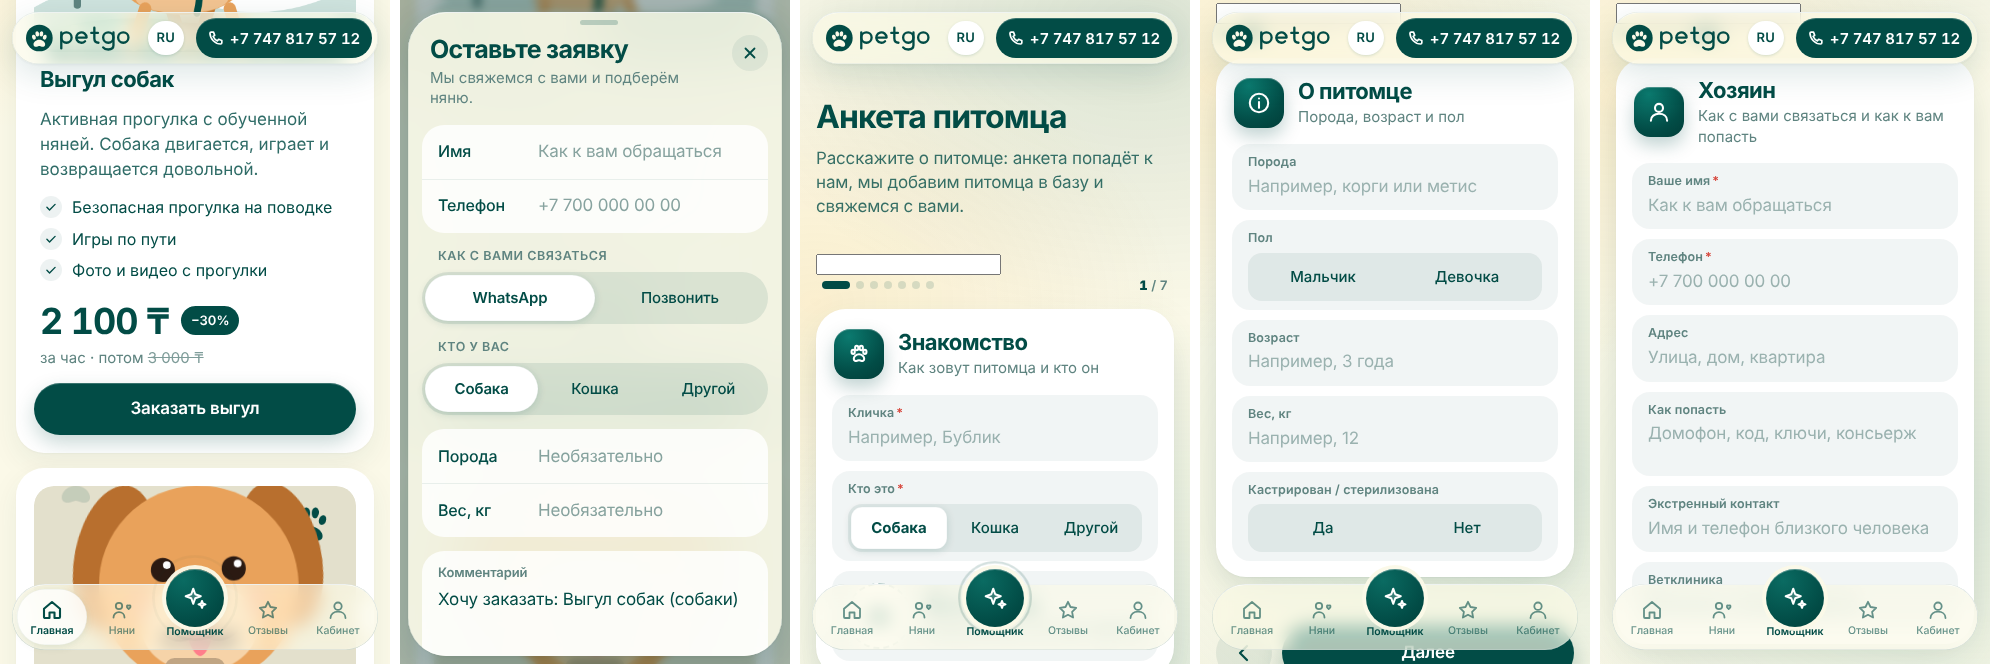 petgo
RU
+7 747 817 57 12
Выгул собак
Активная прогулка с обученной
няней. Собака двигается, играет и
возвращается довольной.
Безопасная прогулка на поводке
Игры по пути
Фото и видео с прогулки
2 100 ₸
−30%
за час · потом 3 000 ₸
Заказать выгул
Главная
Няни
Помощник
Отзывы
Кабинет
Оставьте заявку
Мы свяжемся с вами и подберём
няню.
Имя
Как к вам обращаться
Телефон
+7 700 000 00 00
КАК С ВАМИ СВЯЗАТЬСЯ
WhatsApp
Позвонить
КТО У ВАС
Собака
Кошка
Другой
Порода
Необязательно
Вес, кг
Необязательно
Комментарий
Хочу заказать: Выгул собак (собаки)
petgo
RU
+7 747 817 57 12
Анкета питомца
Расскажите о питомце: анкета попадёт к
нам, мы добавим питомца в базу и
свяжемся с вами.
1 / 7
Знакомство
Как зовут питомца и кто он
Кличка *
Например, Бублик
Кто это *
Собака
Кошка
Другой
Главная
Няни
Помощник
Отзывы
Кабинет
petgo
RU
+7 747 817 57 12
О питомце
Порода, возраст и пол
Порода
Например, корги или метис
Пол
Мальчик
Девочка
Возраст
Например, 3 года
Вес, кг
Например, 12
Кастрирован / стерилизована
Да
Нет
Главная
Няни
Помощник
Отзывы
Кабинет
Далее
petgo
RU
+7 747 817 57 12
Хозяин
Как с вами связаться и как к вам
попасть
Ваше имя *
Как к вам обращаться
Телефон *
+7 700 000 00 00
Адрес
Улица, дом, квартира
Как попасть
Домофон, код, ключи, консьерж
Экстренный контакт
Имя и телефон близкого человека
Ветклиника
Главная
Няни
Помощник
Отзывы
Кабинет